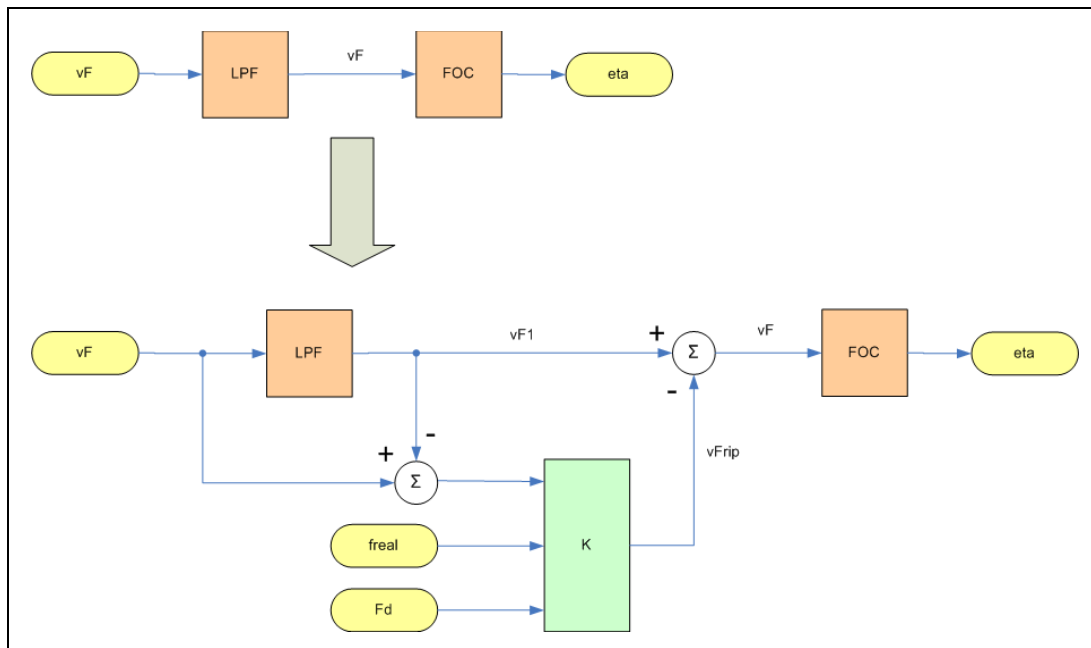 vF
LPF
vF
FOC
eta
vF
LPF
vF1
+
Σ
-
vF
FOC
eta
+
-
Σ
vFrip
freal
K
Fd